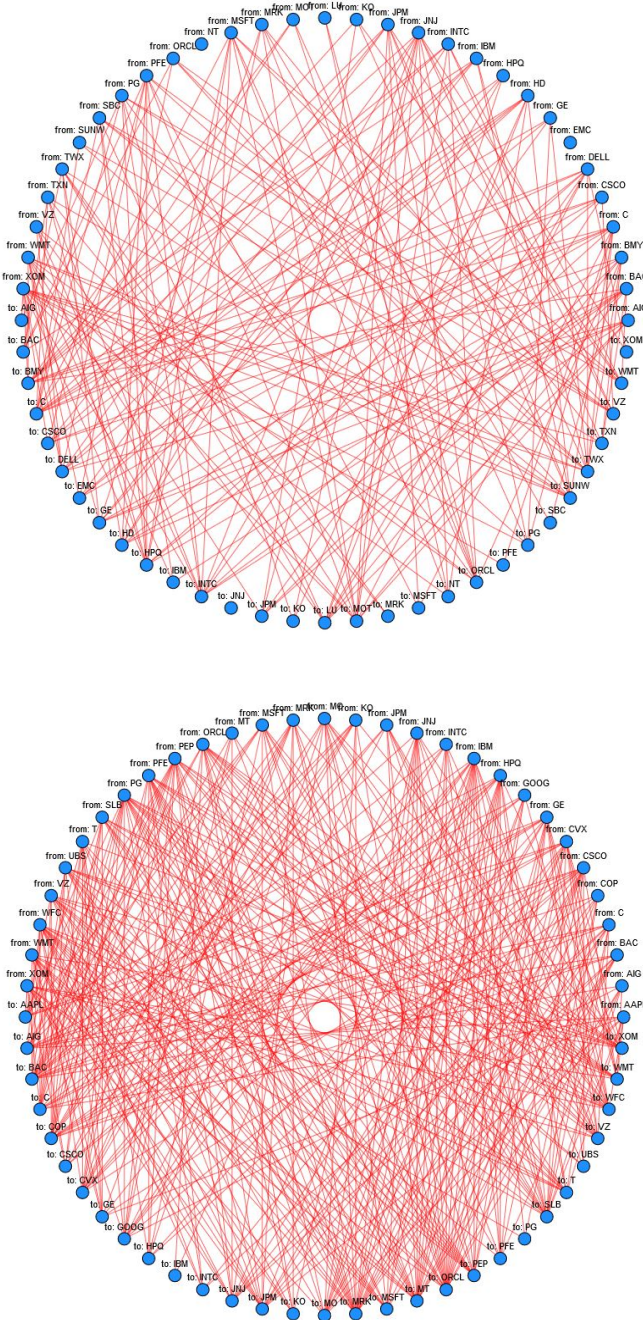 from: LU
from: MOT
from: KO
from: MRK
from: JPM
from: MSFT
from: JNJ
from: NT
from: INTC
from: ORCL
from: IBM
from: PFE
from: HPQ
from: PG
from: HD
from: SBC
from: GE
from: SUNW
from: EMC
from: TWX
from: DELL
from: TXN
from: CSCO
from: VZ
from: C
from: WMT
from: BMY
from: XOM
from: BAC
to: AIG
from: AIG
to: BAC
to: XOM
to: BMY
to: WMT
to: C
to: VZ
to: CSCO
to: TXN
to: DELL
to: TWX
to: EMC
to: SUNW
to: GE
to: SBC
to: HD
to: PG
to: HPQ
to: PFE
to: IBM
to: ORCL
to: INTC
to: NT
to: JNJ
to: MSFT
to: JPM
to: MRK
to: KO
to: MOT
to: LU
from: MO
from: MRK
from: KO
from: MSFT
from: JPM
from: MT
from: JNJ
from: ORCL
from: INTC
from: PEP
from: IBM
from: PFE
from: HPQ
from: PG
from: GOOG
from: SLB
from: GE
from: T
from: CVX
from: UBS
from: CSCO
from: VZ
from: COP
from: WFC
from: C
from: WMT
from: BAC
from: XOM
from: AIG
to: AAPL
from: AAP
to: AIG
to: XOM
to: BAC
to: WMT
to: C
to: WFC
to: COP
to: VZ
to: CSCO
to: UBS
to: CVX
to: T
to: GE
to: SLB
to: GOOG
to: PG
to: HPQ
to: PFE
to: IBM
to: PEP
to: INTC
to: ORCL
to: JNJ
to: MT
to: JPM
to: MSFT
to: KO
to: MRK
to: MO